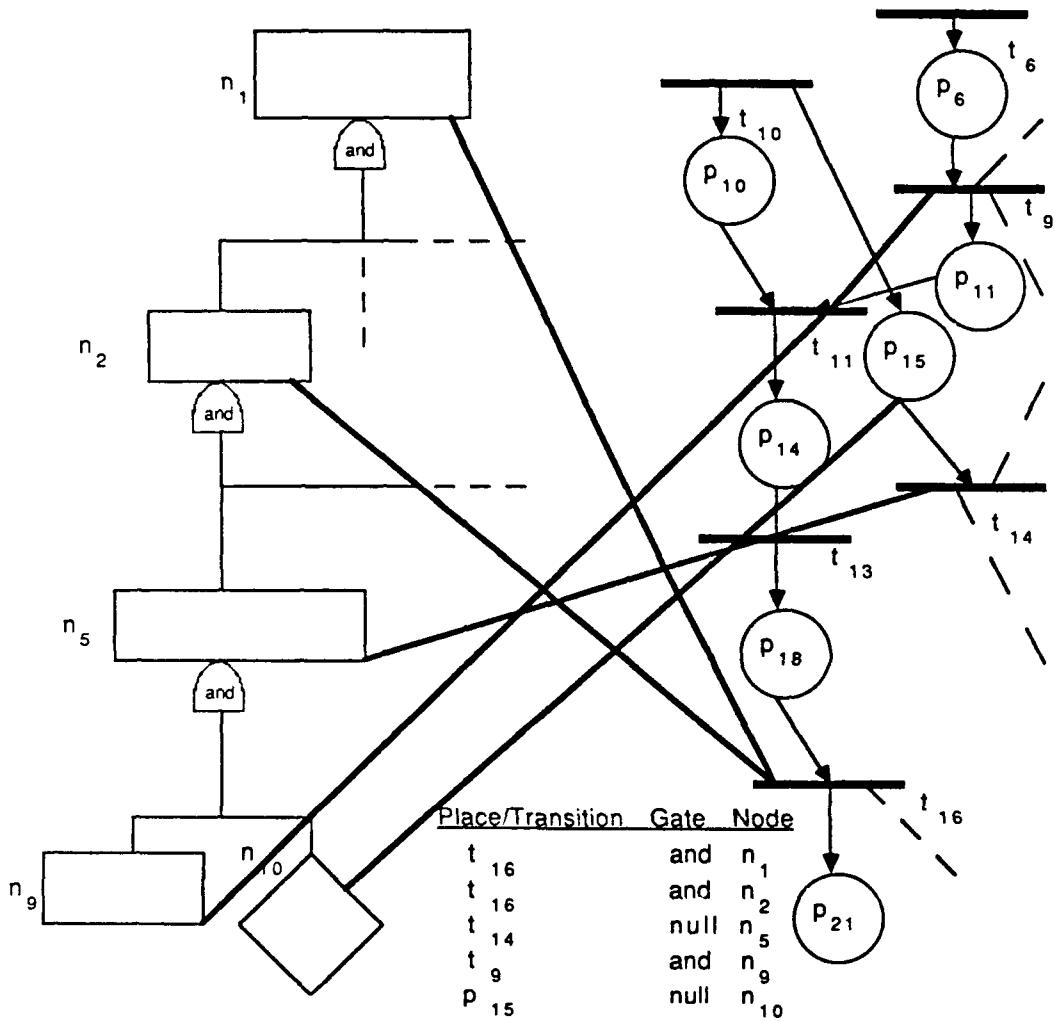 n1
and
n2
and
n5
and
n9
n10
t6
p6
t10
p10
t9
p11
t11
p15
p14
t14
t13
p18
t16
p21
Place/Transition Gate Node
t16 and n1
t16 and n2
t14 null n5
t9 and n9
p15 null n10